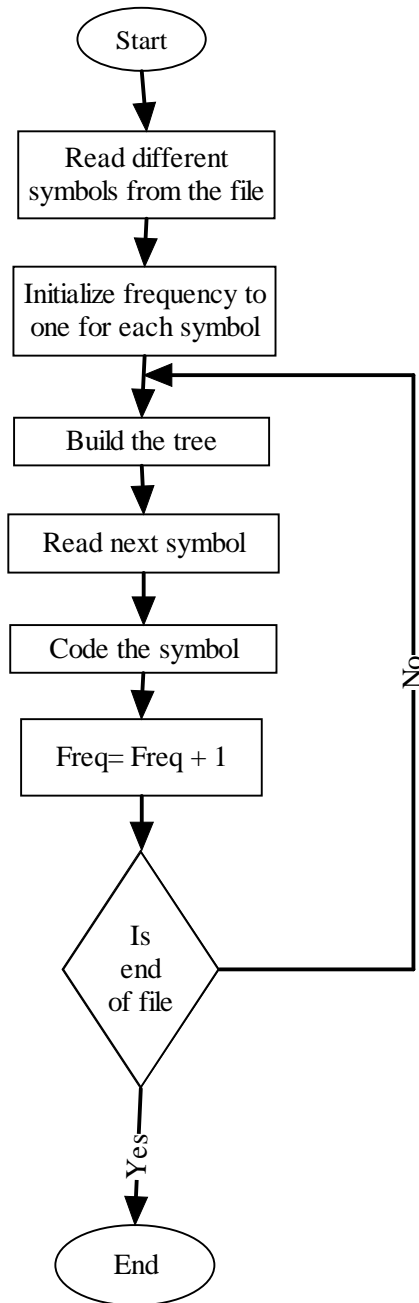 Start
Read different
symbols from the file
Initialize frequency to
one for each symbol
Build the tree
Read next symbol
Code the symbol
Freq= Freq + 1
Is
end
of file
No
Yes
End